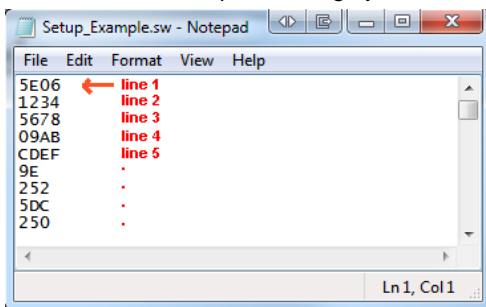 Setup_Example.sw - Notepad
File Edit Format View Help
5E06 line 1
1234 line 2
5678 line 3
09AB line 4
CDEF line 5
9E .
252 .
5DC .
250 .
Ln 1, Col 1